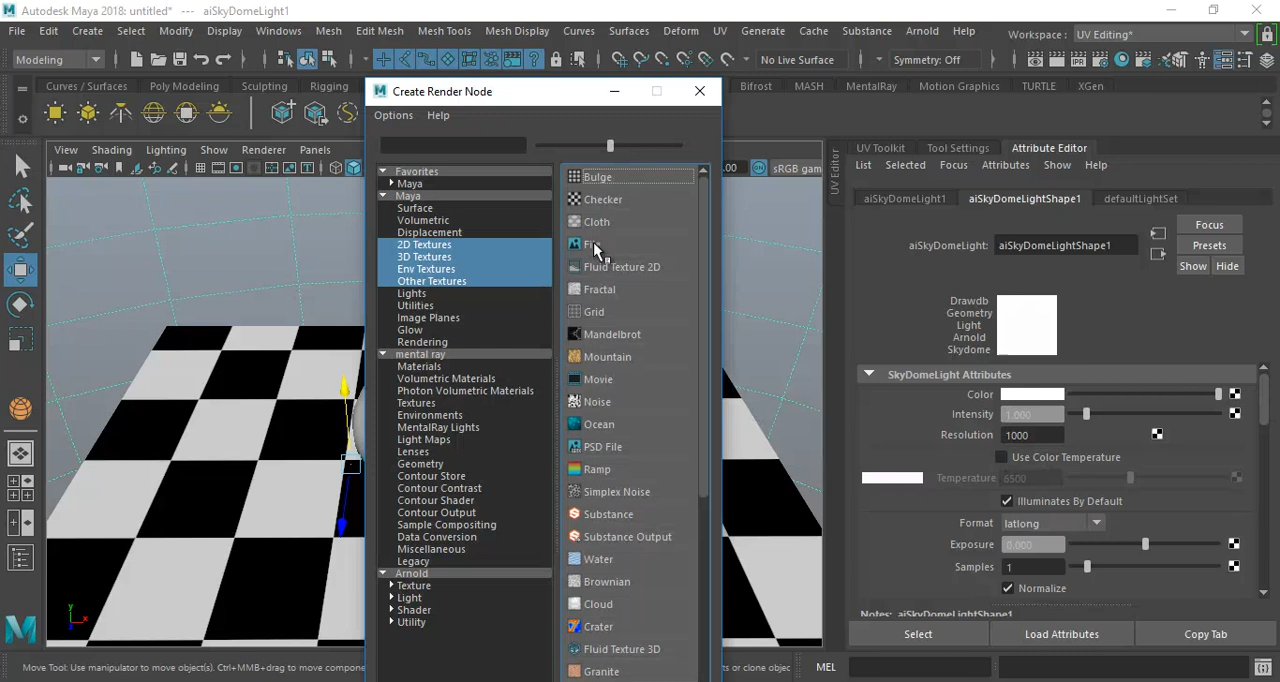 Autodesk Maya 2018: untitled*   ---   aiSkyDomeLight1
File Edit Create Select Modify Display Windows Mesh Edit Mesh Mesh Tools Mesh Display Curves Surfaces Deform UV Generate Cache Substance Arnold Help Workspace : UV Editing*
Modeling No Live Surface Symmetry: Off
Curves / Surfaces Poly Modeling Sculpting Rigging Bifrost MASH MentalRay Motion Graphics TURTLE XGen
Create Render Node
Options Help
View Shading Lighting Show Renderer Panels
.00 sRGB gam
UV Editor
UV Toolkit Tool Settings Attribute Editor
List Selected Focus Attributes Show Help
aiSkyDomeLight1 aiSkyDomeLightShape1 defaultLightSet
aiSkyDomeLight: aiSkyDomeLightShape1
Focus
Presets
Show Hide
Drawdb
Geometry
Light
Arnold
Skydome
SkyDomeLight Attributes
Color
Intensity 1.000
Resolution 1000
Use Color Temperature
Temperature 6500
Illuminates By Default
Format latlong
Exposure 0.000
Samples 1
Normalize
Notes: aiSkyDomeLightShape1
Select Load Attributes Copy Tab
Favorites
Maya
Maya
Surface
Volumetric
Displacement
2D Textures
3D Textures
Env Textures
Other Textures
Lights
Utilities
Image Planes
Glow
Rendering
mental ray
Materials
Volumetric Materials
Photon Volumetric Materials
Textures
Environments
MentalRay Lights
Light Maps
Lenses
Geometry
Contour Store
Contour Contrast
Contour Shader
Contour Output
Sample Compositing
Data Conversion
Miscellaneous
Legacy
Arnold
Texture
Light
Shader
Utility
Bulge
Checker
Cloth
File
Fluid Texture 2D
Fractal
Grid
Mandelbrot
Mountain
Movie
Noise
Ocean
PSD File
Ramp
Simplex Noise
Substance
Substance Output
Water
Brownian
Cloud
Crater
Fluid Texture 3D
Granite
y
x
Move Tool: Use manipulator to move object(s). Ctrl+MMB+drag to move compone
ts or clone objec
MEL